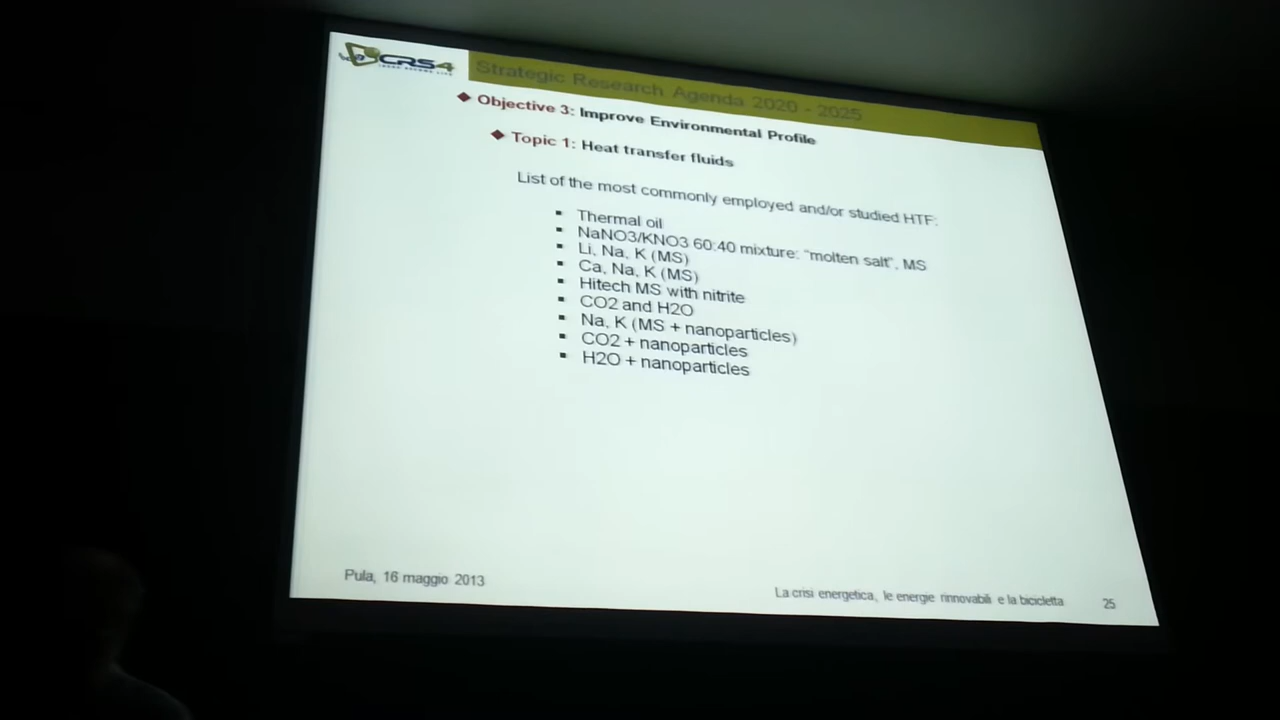 CRS4
Strategic Research Agenda 2020 - 2025
Objective 3: Improve Environmental Profile
Topic 1: Heat transfer fluids
List of the most commonly employed and/or studied HTF:
Thermal oil
NaNO3/KNO3 60:40 mixture: "molten salt", MS
Li, Na, K (MS)
Ca, Na, K (MS)
Hitech MS with nitrite
CO2 and H2O
Na, K (MS + nanoparticles)
CO2 + nanoparticles
H2O + nanoparticles
Pula, 16 maggio 2013
La crisi energetica, le energie rinnovabili e la bicicletta
25